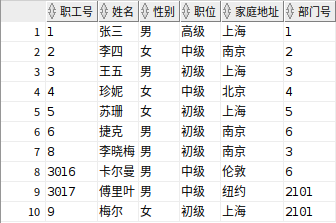 职工号 姓名 性别 职位 家庭地址 部门号
1 1 张三 男 高级 上海 1
2 2 李四 女 中级 南京 2
3 3 王五 男 初级 上海 3
4 4 珍妮 女 中级 北京 4
5 5 苏珊 女 初级 上海 5
6 6 捷克 男 初级 南京 6
7 8 李晓梅 男 初级 南京 3
8 3016 卡尔曼 男 中级 伦敦 6
9 3017 傅里叶 男 中级 纽约 2101
10 9 梅尔 女 初级 上海 2101